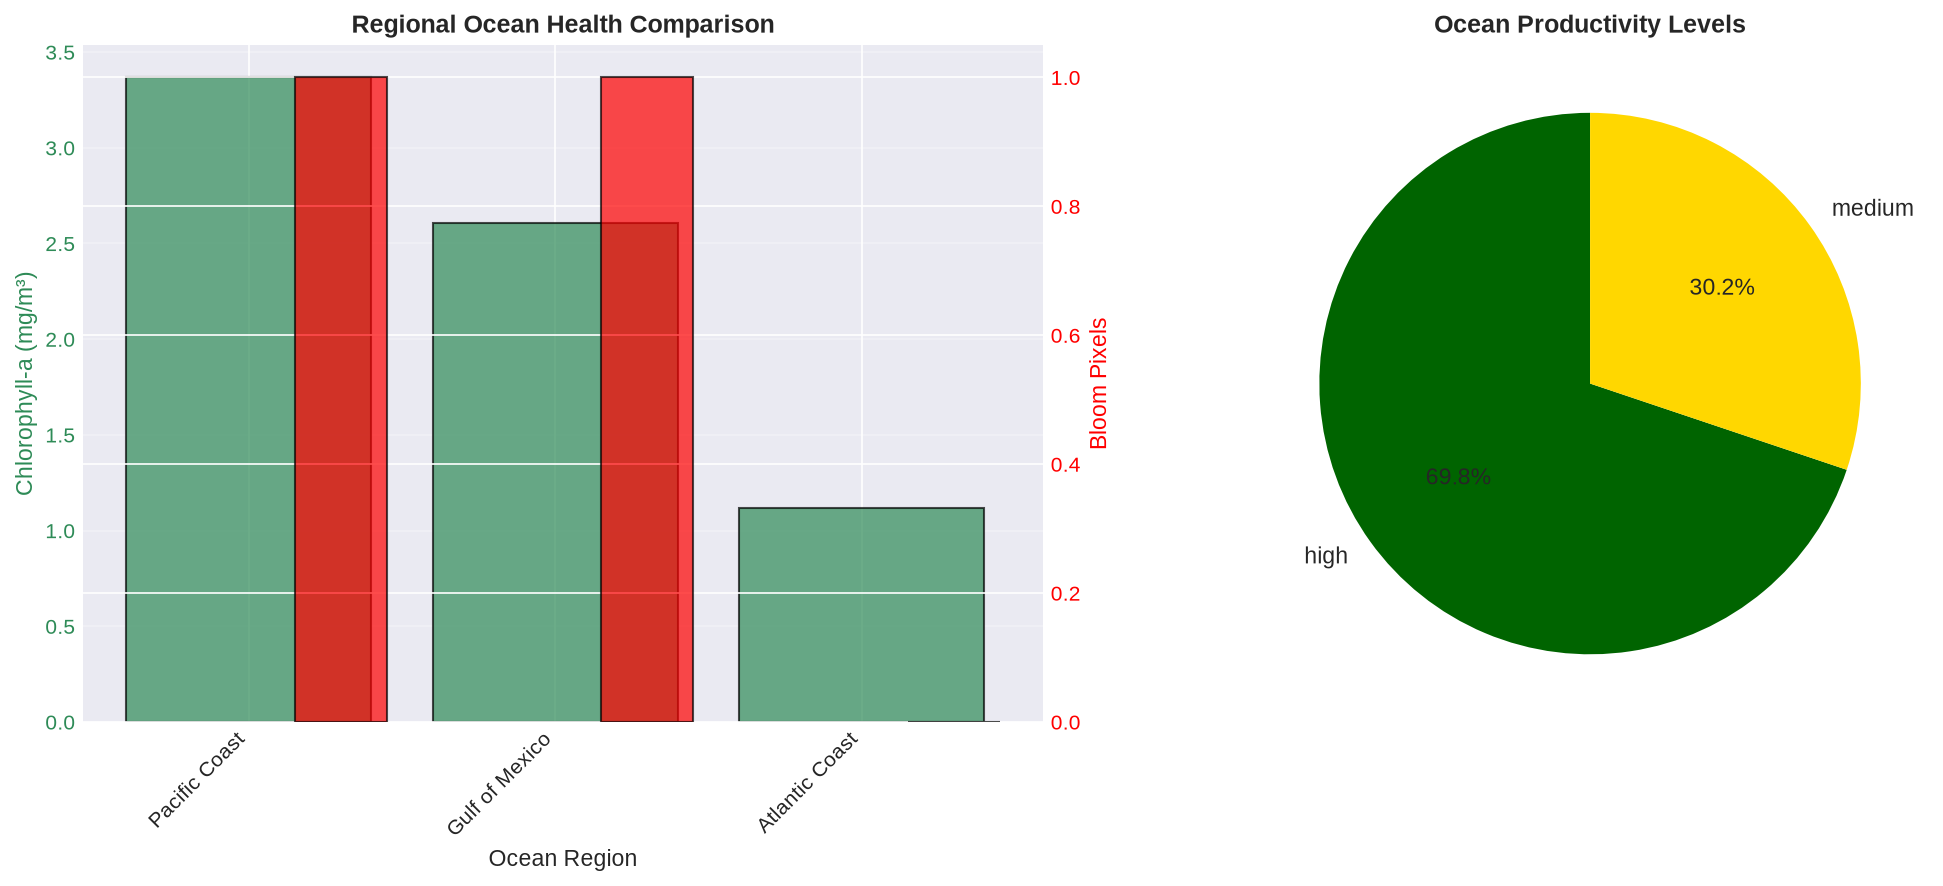 Regional Ocean Health Comparison
Chlorophyll-a (mg/m³)
3.5
3.0
2.5
2.0
1.5
1.0
0.5
0.0
1.0
0.8
0.6
0.4
0.2
0.0
Bloom Pixels
Pacific Coast
Gulf of Mexico
Atlantic Coast
Ocean Region
Ocean Productivity Levels
medium
30.2%
69.8%
high